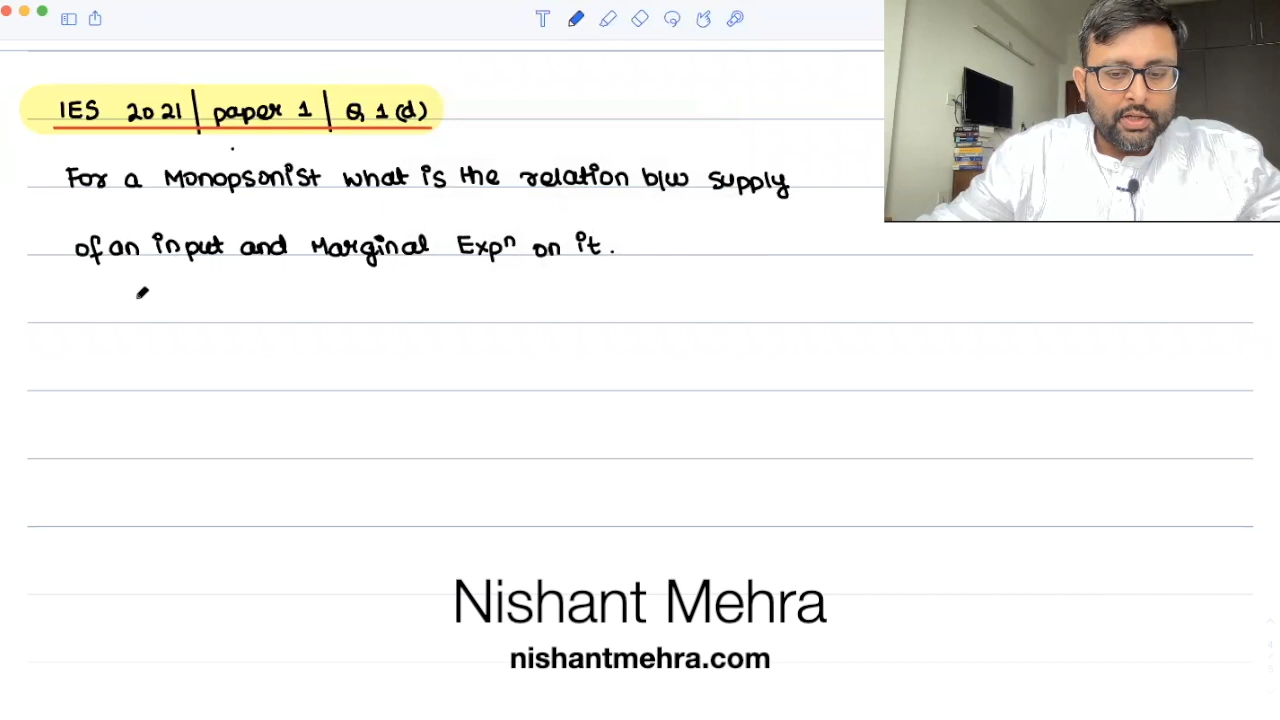 IES 2021 | paper 1 | Q 1 (d)
For a Monopsonist what is the relation b/w supply
of an input and Marginal Expⁿ on it.
Nishant Mehra
nishantmehra.com